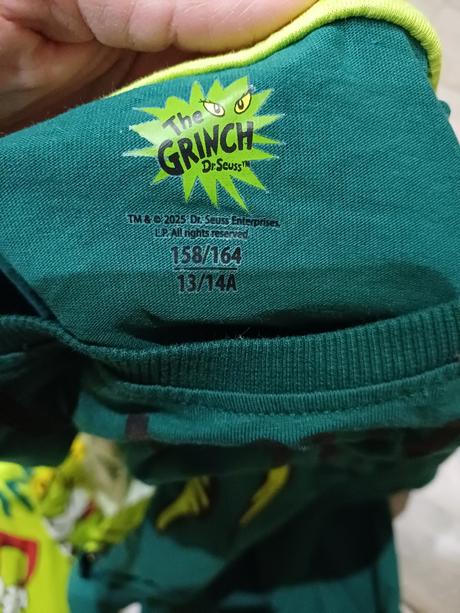 The
GRINCH
Dr. Seuss™
TM & © 2025 Dr. Seuss Enterprises,
L.P. All rights reserved.
158/164
13/14A